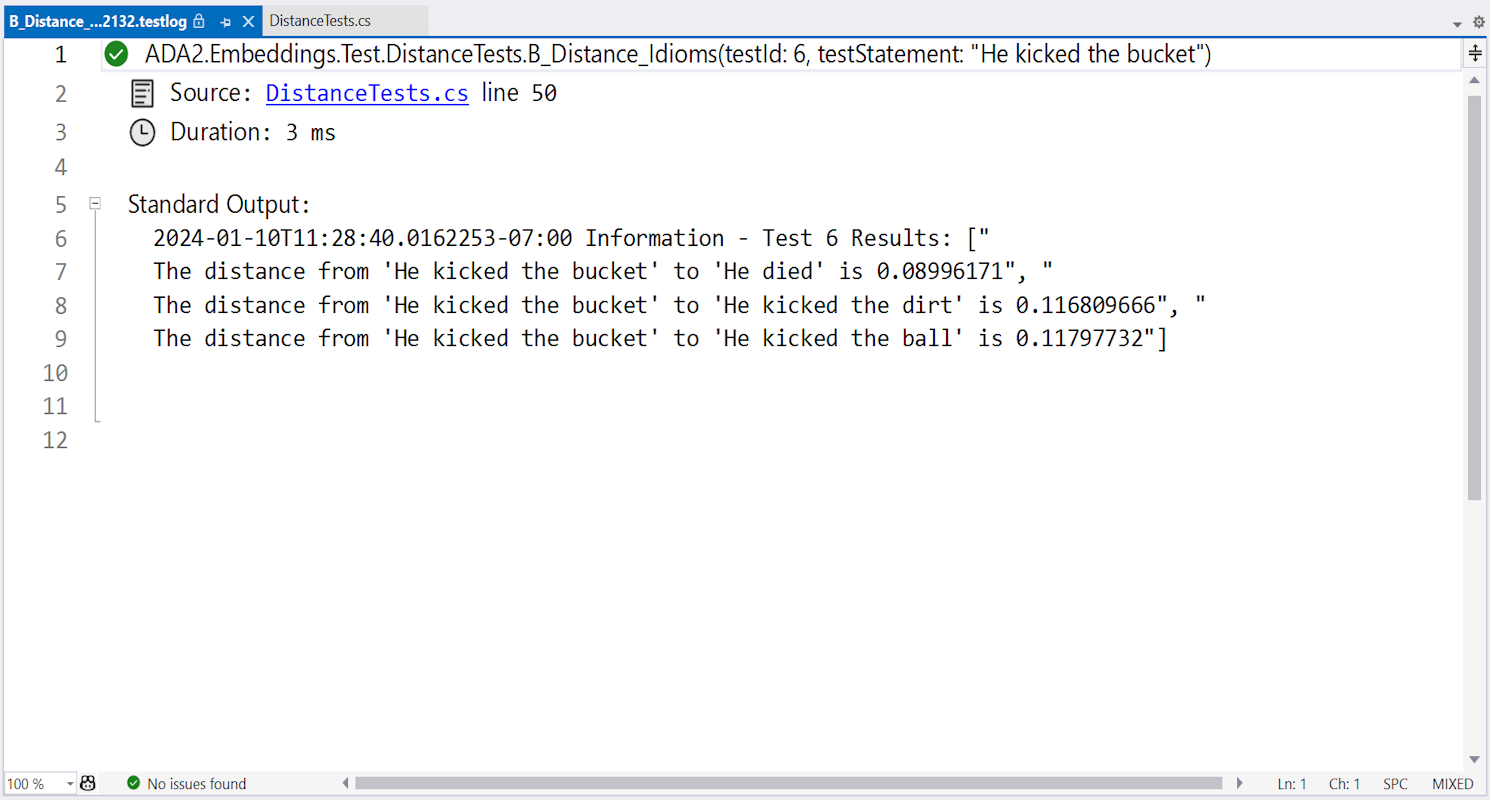 B_Distance_...2132.testlog DistanceTests.cs
1 ADA2.Embeddings.Test.DistanceTests.B_Distance_Idioms(testId: 6, testStatement: "He kicked the bucket")
2 Source: DistanceTests.cs line 50
3 Duration: 3 ms
4
5 Standard Output:
6 2024-01-10T11:28:40.0162253-07:00 Information - Test 6 Results: ["
7 The distance from 'He kicked the bucket' to 'He died' is 0.08996171", "
8 The distance from 'He kicked the bucket' to 'He kicked the dirt' is 0.116809666", "
9 The distance from 'He kicked the bucket' to 'He kicked the ball' is 0.11797732"]
10
11
12
100 % No issues found Ln: 1 Ch: 1 SPC MIXED